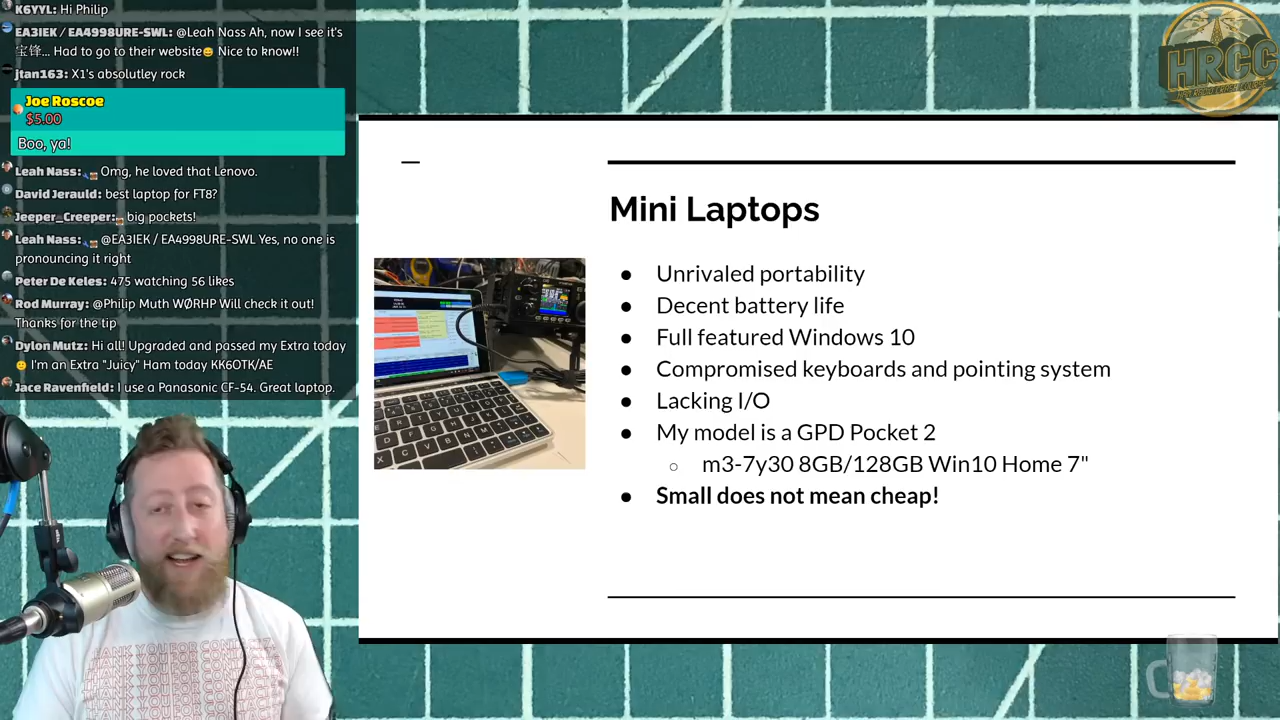 K6YYL: Hi Philip
EA3IEK / EA4998URE-SWL: @Leah Nass Ah, now I see it's
宝锋... Had to go to their website😅 Nice to know!!
jtan163: X1's absolutley rock
Joe Roscoe
$5.00
Boo, ya!
Leah Nass: Omg, he loved that Lenovo.
David Jerauld: best laptop for FT8?
Jeeper_Creeper: big pockets!
Leah Nass: @EA3IEK / EA4998URE-SWL Yes, no one is
pronouncing it right
Peter De Keles: 475 watching 56 likes
Rod Murray: @Philip Muth WØRHP Will check it out!
Thanks for the tip
Dylon Mutz: Hi all! Upgraded and passed my Extra today
🙂 I'm an Extra "Juicy" Ham today KK6OTK/AE
Jace Ravenfield: I use a Panasonic CF-54. Great laptop.
HRCC
Mini Laptops
● Unrivaled portability
● Decent battery life
● Full featured Windows 10
● Compromised keyboards and pointing system
● Lacking I/O
● My model is a GPD Pocket 2
○ m3-7y30 8GB/128GB Win10 Home 7"
● Small does not mean cheap!